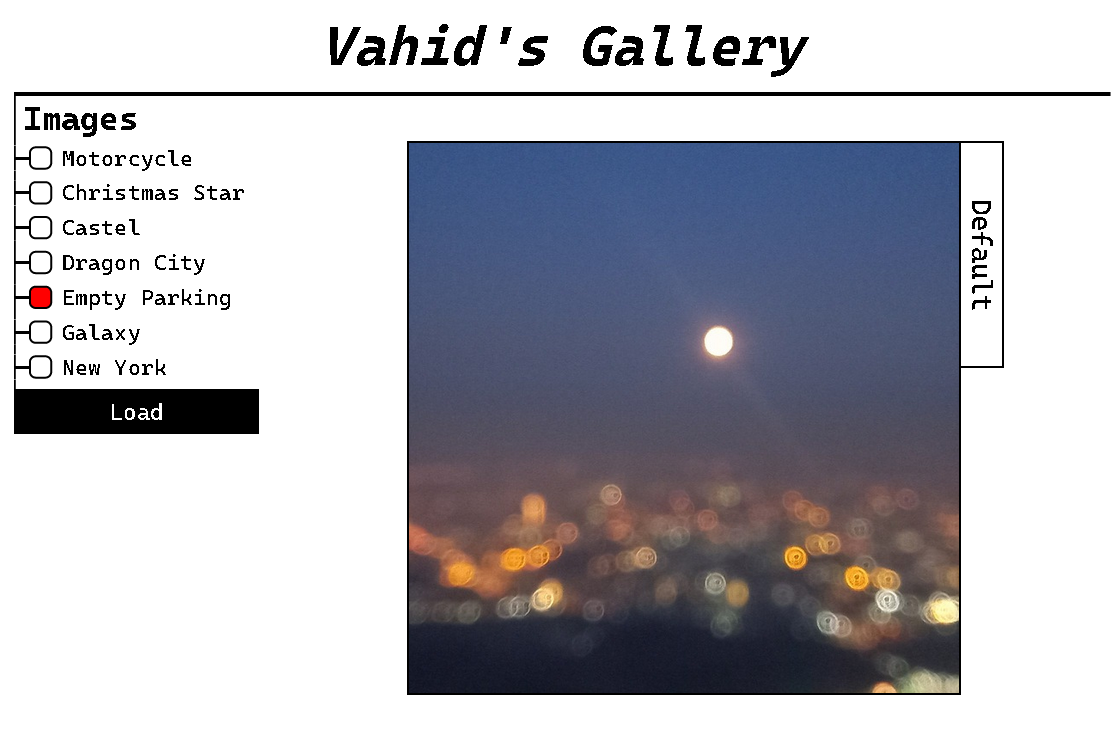 Vahid's Gallery
Images
Motorcycle
Christmas Star
Castel
Dragon City
Empty Parking
Galaxy
New York
Load
Default